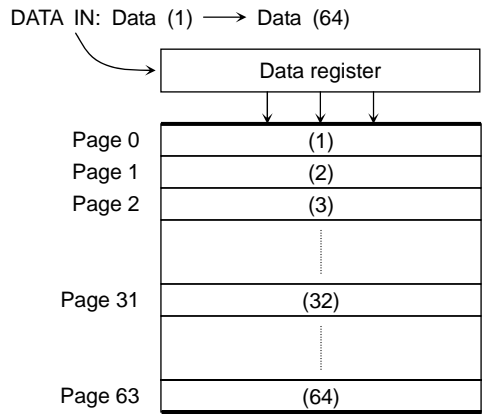 DATA IN: Data (1) → Data (64)
Data register
Page 0 (1)
Page 1 (2)
Page 2 (3)
Page 31 (32)
Page 63 (64)